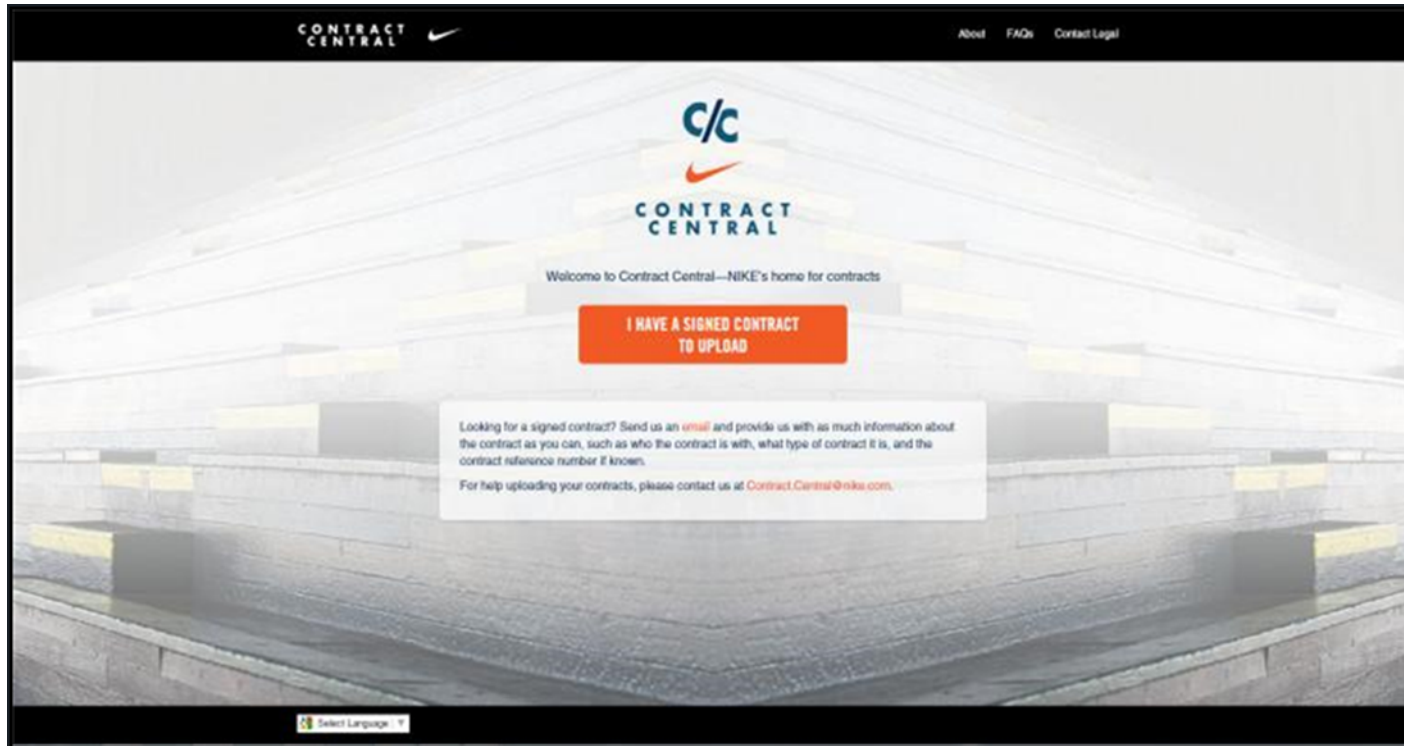 CONTRACT
CENTRAL
About FAQs Contact Legal
C/C
CONTRACT
CENTRAL
Welcome to Contract Central—NIKE's home for contracts
I HAVE A SIGNED CONTRACT
TO UPLOAD
Looking for a signed contract? Send us an email and provide us with as much information about
the contract as you can, such as who the contract is with, what type of contract it is, and the
contract reference number if known.
For help uploading your contracts, please contact us at Contract.Central@nike.com.
Select Language